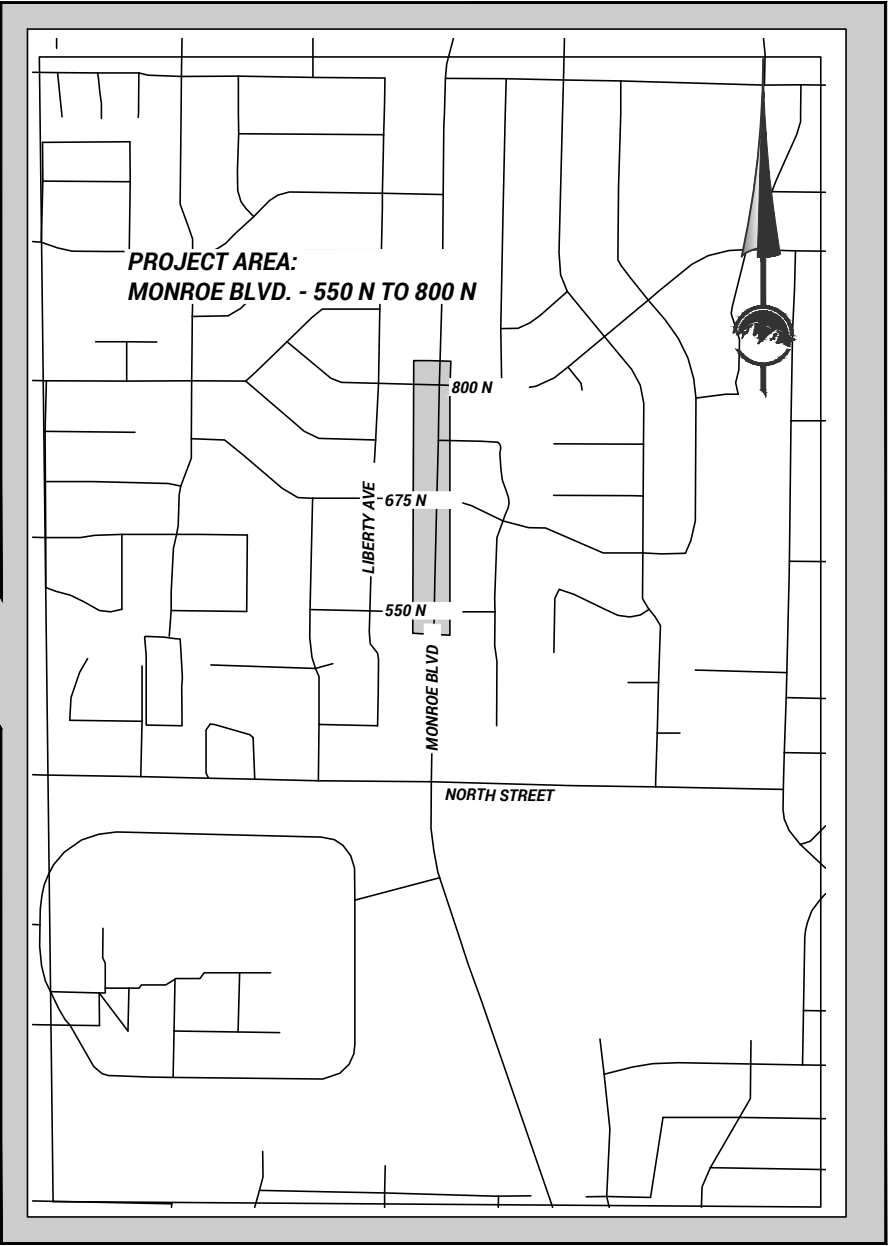 PROJECT AREA:
MONROE BLVD. - 550 N TO 800 N
800 N
LIBERTY AVE
675 N
550 N
MONROE BLVD
NORTH STREET